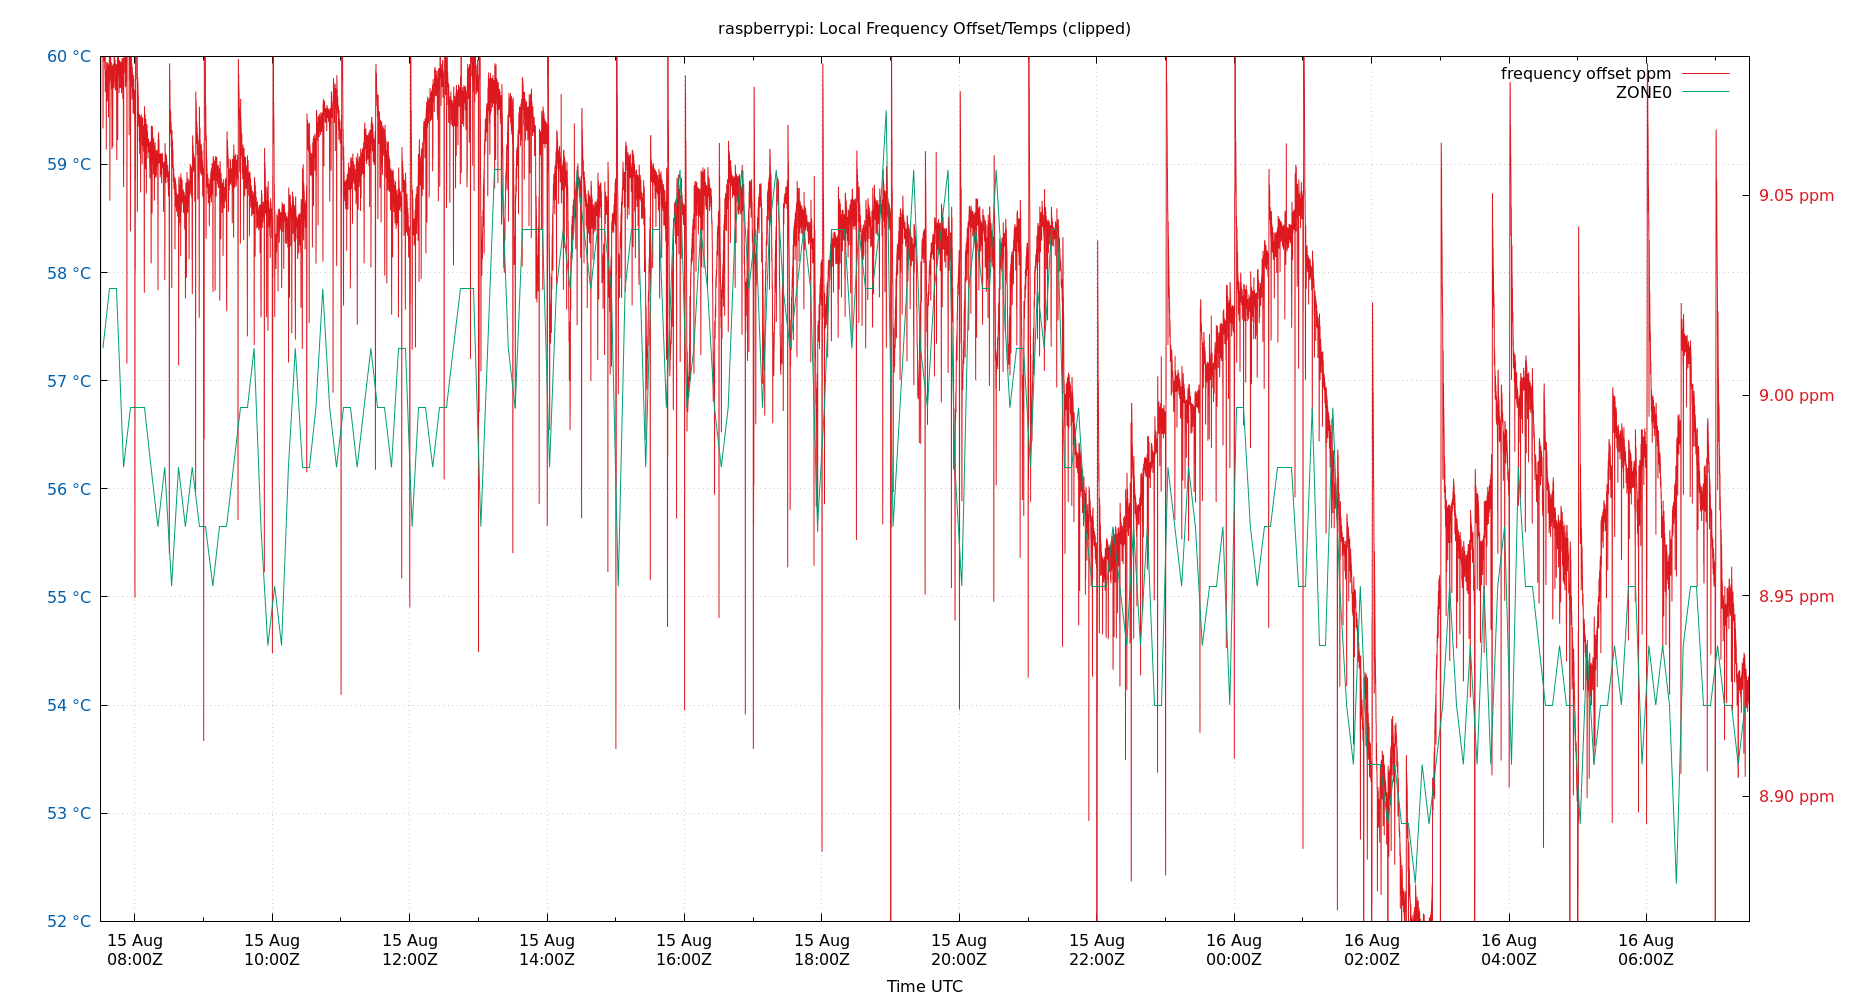 raspberrypi: Local Frequency Offset/Temps (clipped)
frequency offset ppm
ZONE0
60 °C
59 °C
58 °C
57 °C
56 °C
55 °C
54 °C
53 °C
52 °C
9.05 ppm
9.00 ppm
8.95 ppm
8.90 ppm
15 Aug 15 Aug 15 Aug 15 Aug 15 Aug 15 Aug 15 Aug 15 Aug 16 Aug 16 Aug 16 Aug 16 Aug
08:00Z 10:00Z 12:00Z 14:00Z 16:00Z 18:00Z 20:00Z 22:00Z 00:00Z 02:00Z 04:00Z 06:00Z
Time UTC